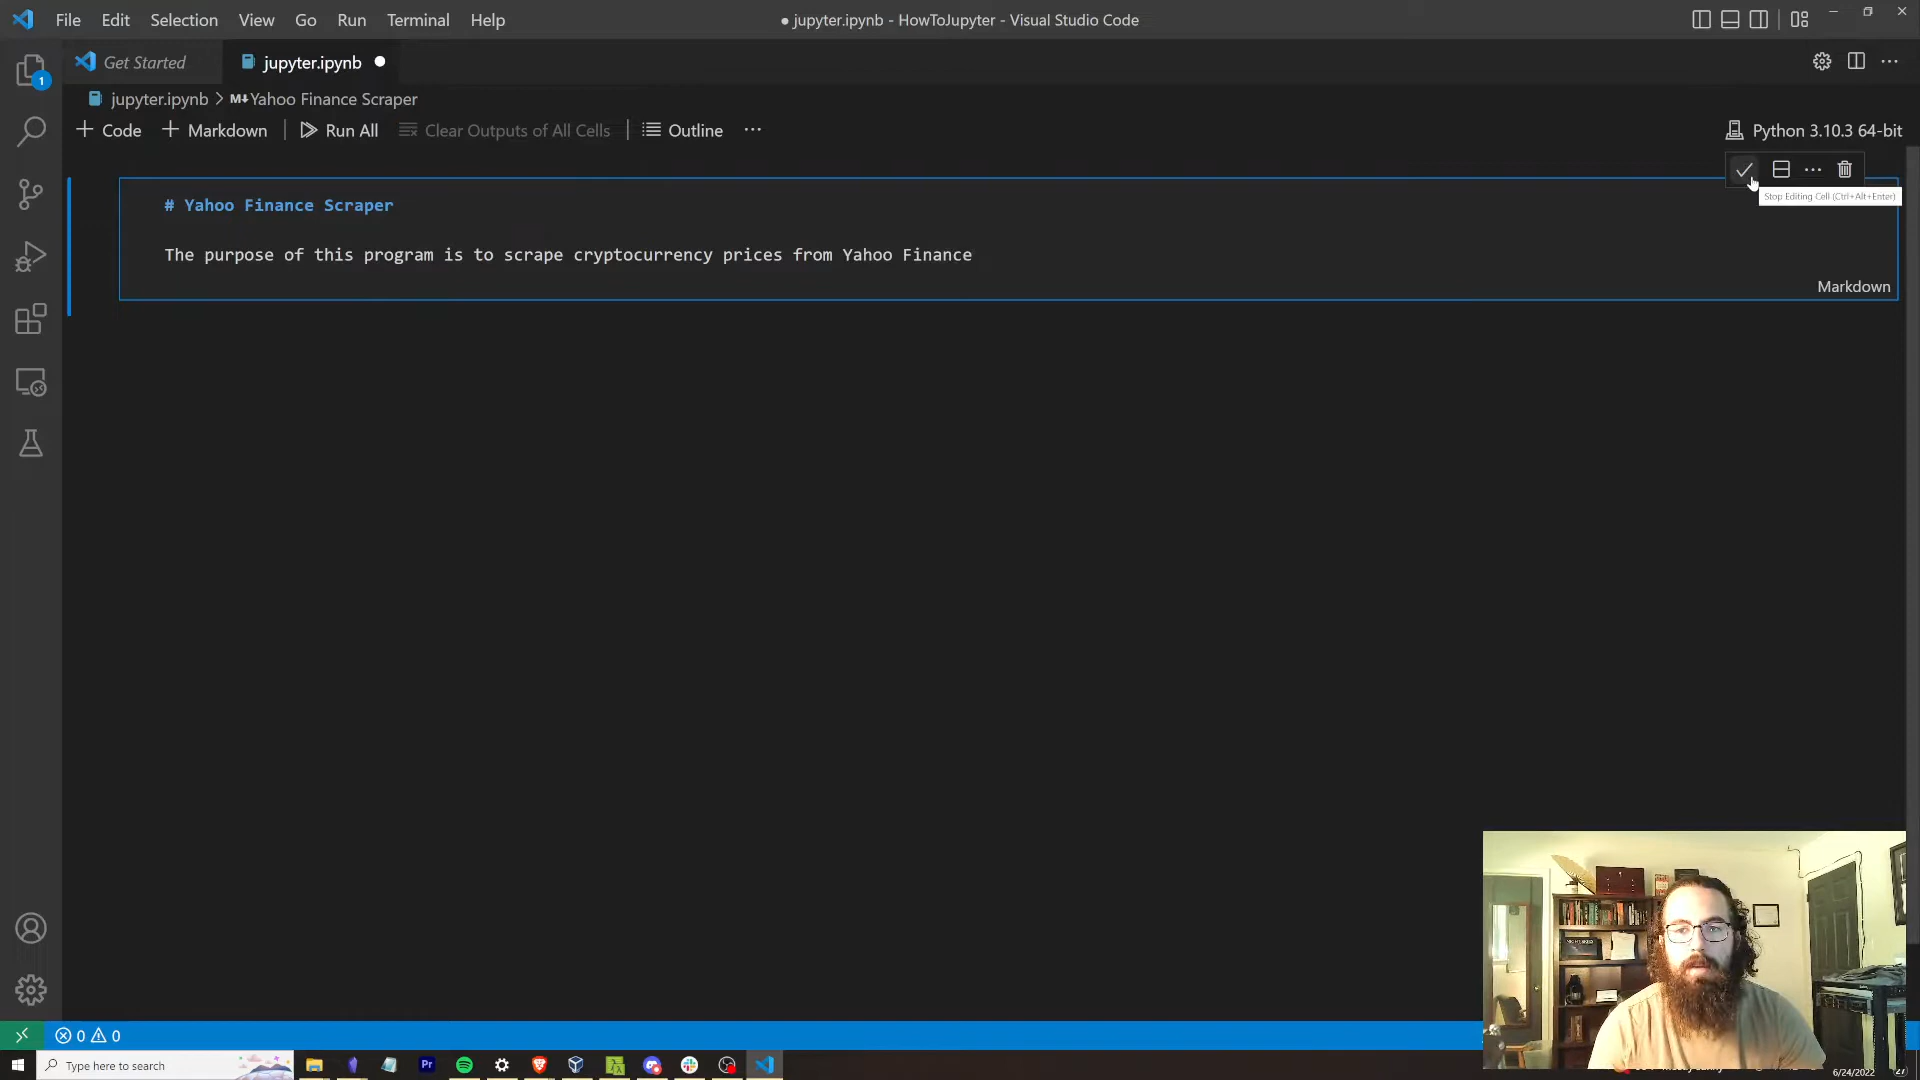 File Edit Selection View Go Run Terminal Help
● jupyter.ipynb - HowToJupyter - Visual Studio Code
1
Get Started
jupyter.ipynb ●
jupyter.ipynb > M↓Yahoo Finance Scraper
+ Code + Markdown | Run All Clear Outputs of All Cells | Outline ···
Python 3.10.3 64-bit
Stop Editing Cell (Ctrl+Alt+Enter)
# Yahoo Finance Scraper
The purpose of this program is to scrape cryptocurrency prices from Yahoo Finance
Markdown
0 0
Type here to search
Pr
6/24/2022
27